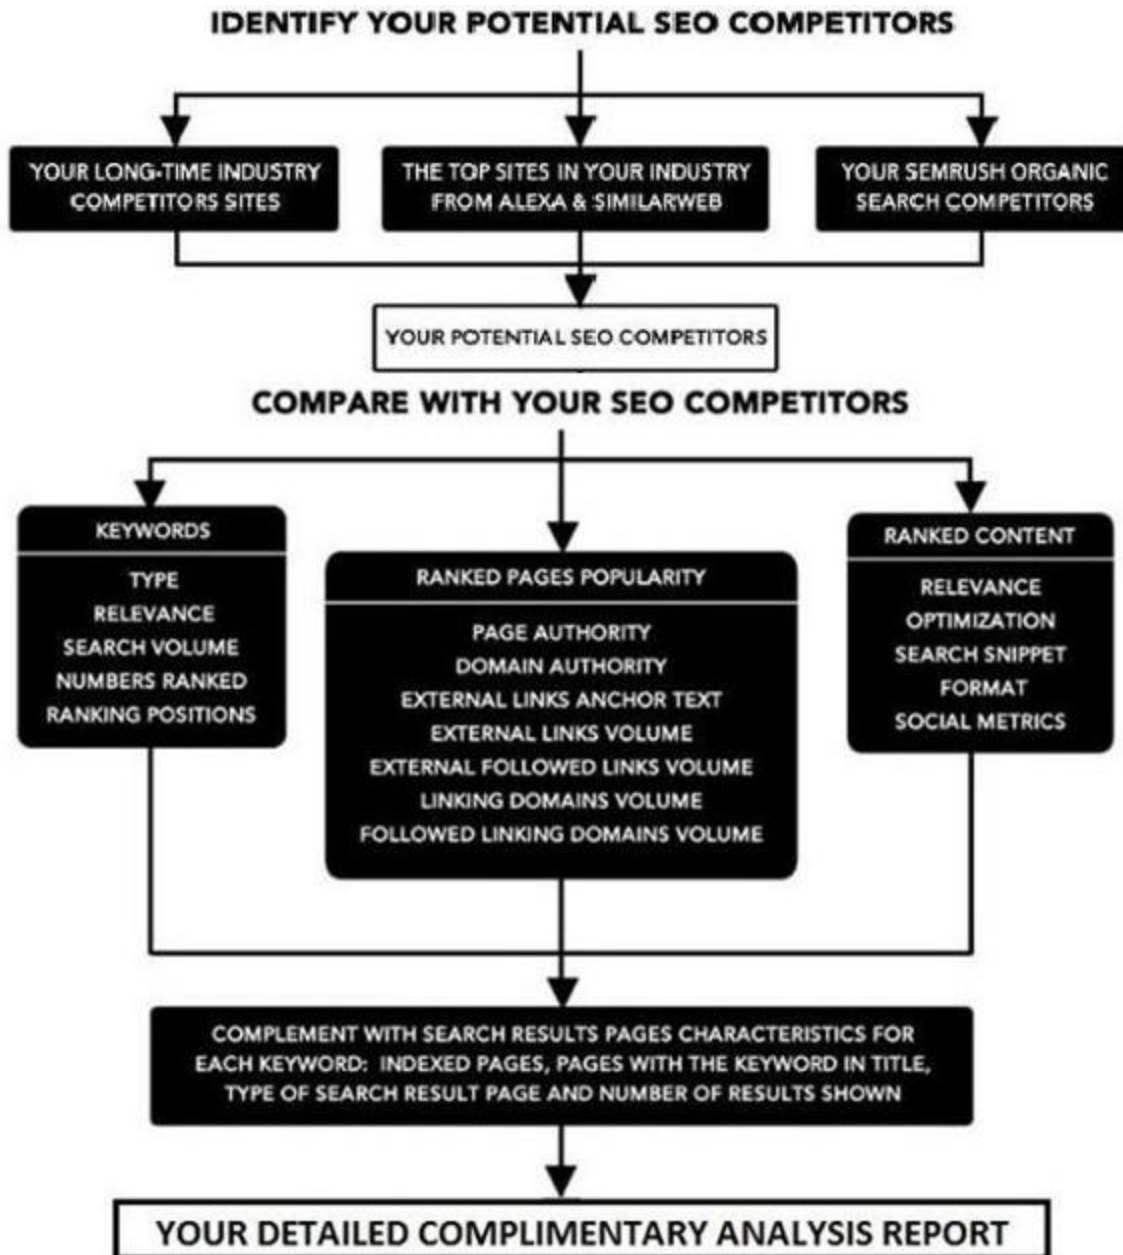 IDENTIFY YOUR POTENTIAL SEO COMPETITORS
YOUR LONG-TIME INDUSTRY
COMPETITORS SITES
THE TOP SITES IN YOUR INDUSTRY
FROM ALEXA & SIMILARWEB
YOUR SEMRUSH ORGANIC
SEARCH COMPETITORS
YOUR POTENTIAL SEO COMPETITORS
COMPARE WITH YOUR SEO COMPETITORS
KEYWORDS
TYPE
RELEVANCE
SEARCH VOLUME
NUMBERS RANKED
RANKING POSITIONS
RANKED PAGES POPULARITY
PAGE AUTHORITY
DOMAIN AUTHORITY
EXTERNAL LINKS ANCHOR TEXT
EXTERNAL LINKS VOLUME
EXTERNAL FOLLOWED LINKS VOLUME
LINKING DOMAINS VOLUME
FOLLOWED LINKING DOMAINS VOLUME
RANKED CONTENT
RELEVANCE
OPTIMIZATION
SEARCH SNIPPET
FORMAT
SOCIAL METRICS
COMPLEMENT WITH SEARCH RESULTS PAGES CHARACTERISTICS FOR
EACH KEYWORD: INDEXED PAGES, PAGES WITH THE KEYWORD IN TITLE,
TYPE OF SEARCH RESULT PAGE AND NUMBER OF RESULTS SHOWN
YOUR DETAILED COMPLIMENTARY ANALYSIS REPORT